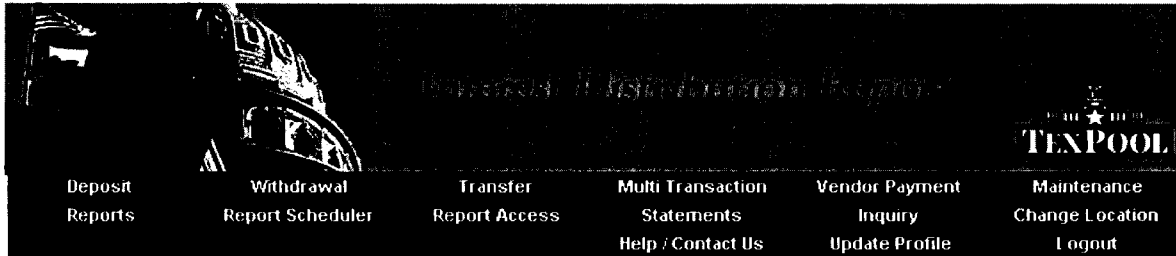 TEXPOOL
Deposit Withdrawal Transfer Multi Transaction Vendor Payment Maintenance
Reports Report Scheduler Report Access Statements Inquiry Change Location
Help / Contact Us Update Profile Logout